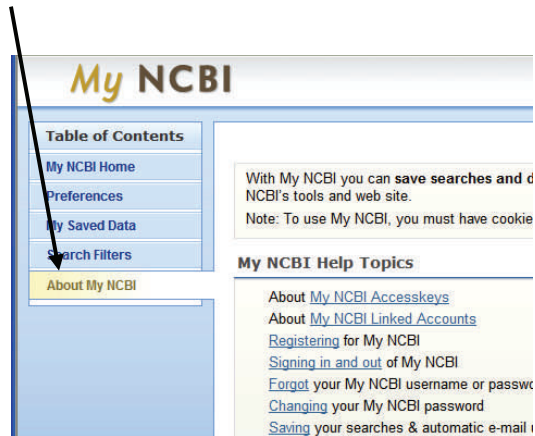 My NCBI
Table of Contents
My NCBI Home
Preferences
My Saved Data
Search Filters
About My NCBI
With My NCBI you can save searches and d
NCBI's tools and web site.
Note: To use My NCBI, you must have cookie
My NCBI Help Topics
About My NCBI Accesskeys
About My NCBI Linked Accounts
Registering for My NCBI
Signing in and out of My NCBI
Forgot your My NCBI username or passwo
Changing your My NCBI password
Saving your searches & automatic e-mail u